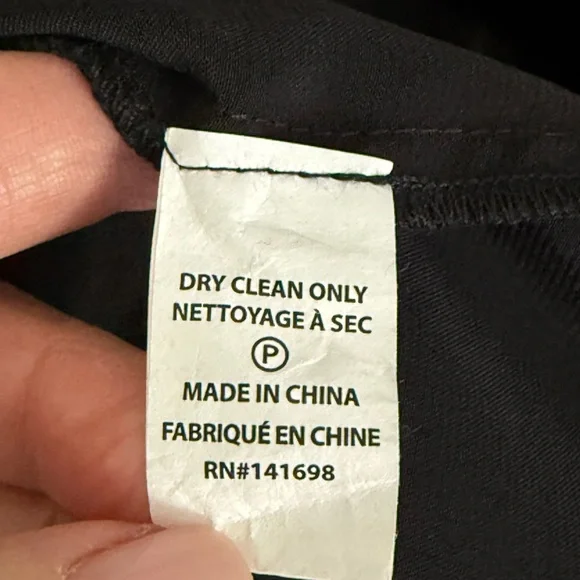 DRY CLEAN ONLY
NETTOYAGE À SEC
P
MADE IN CHINA
FABRIQUÉ EN CHINE
RN#141698